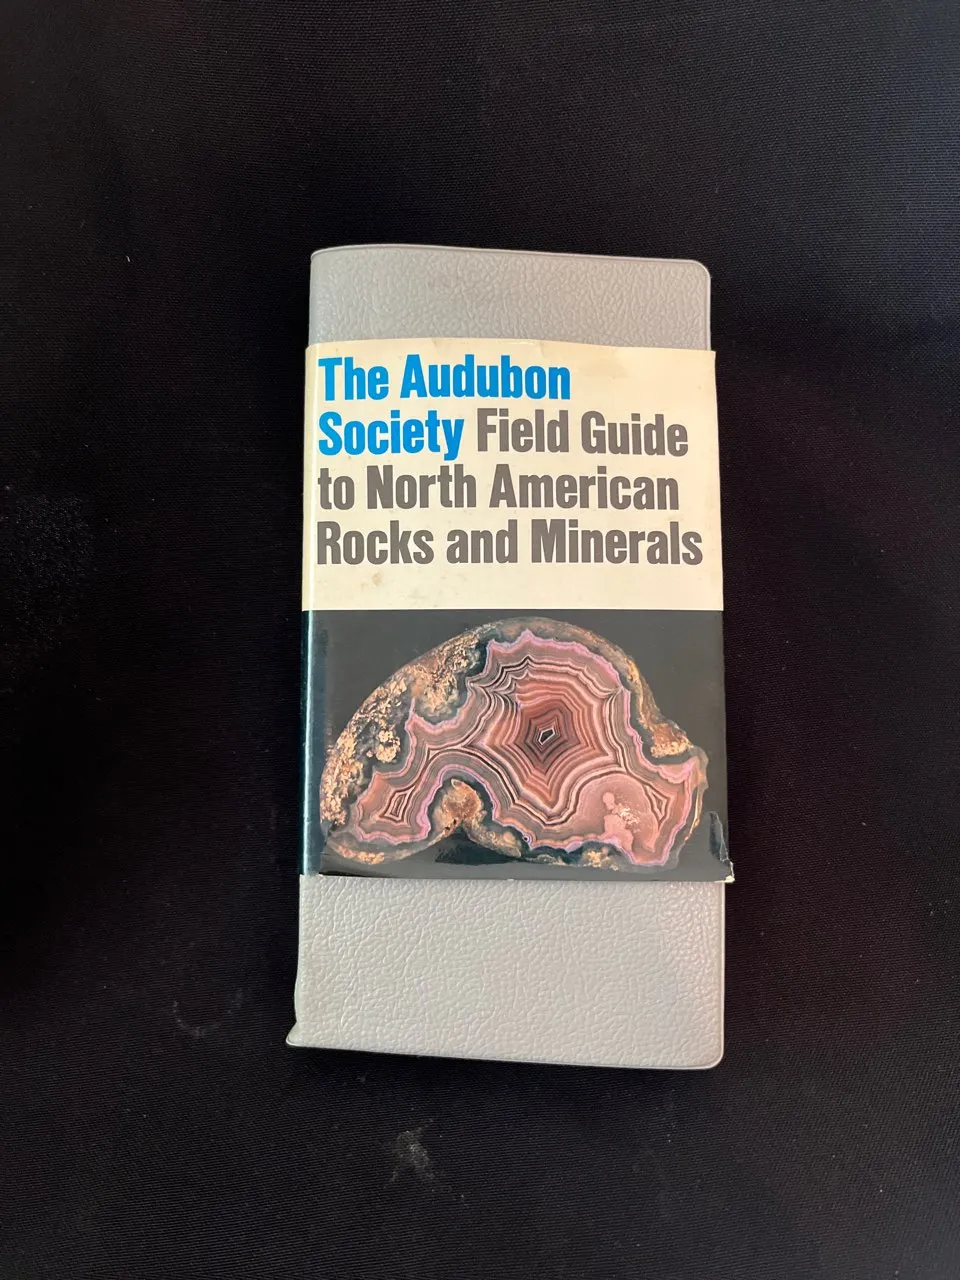 The Audubon
Society Field Guide
to North American
Rocks and Minerals